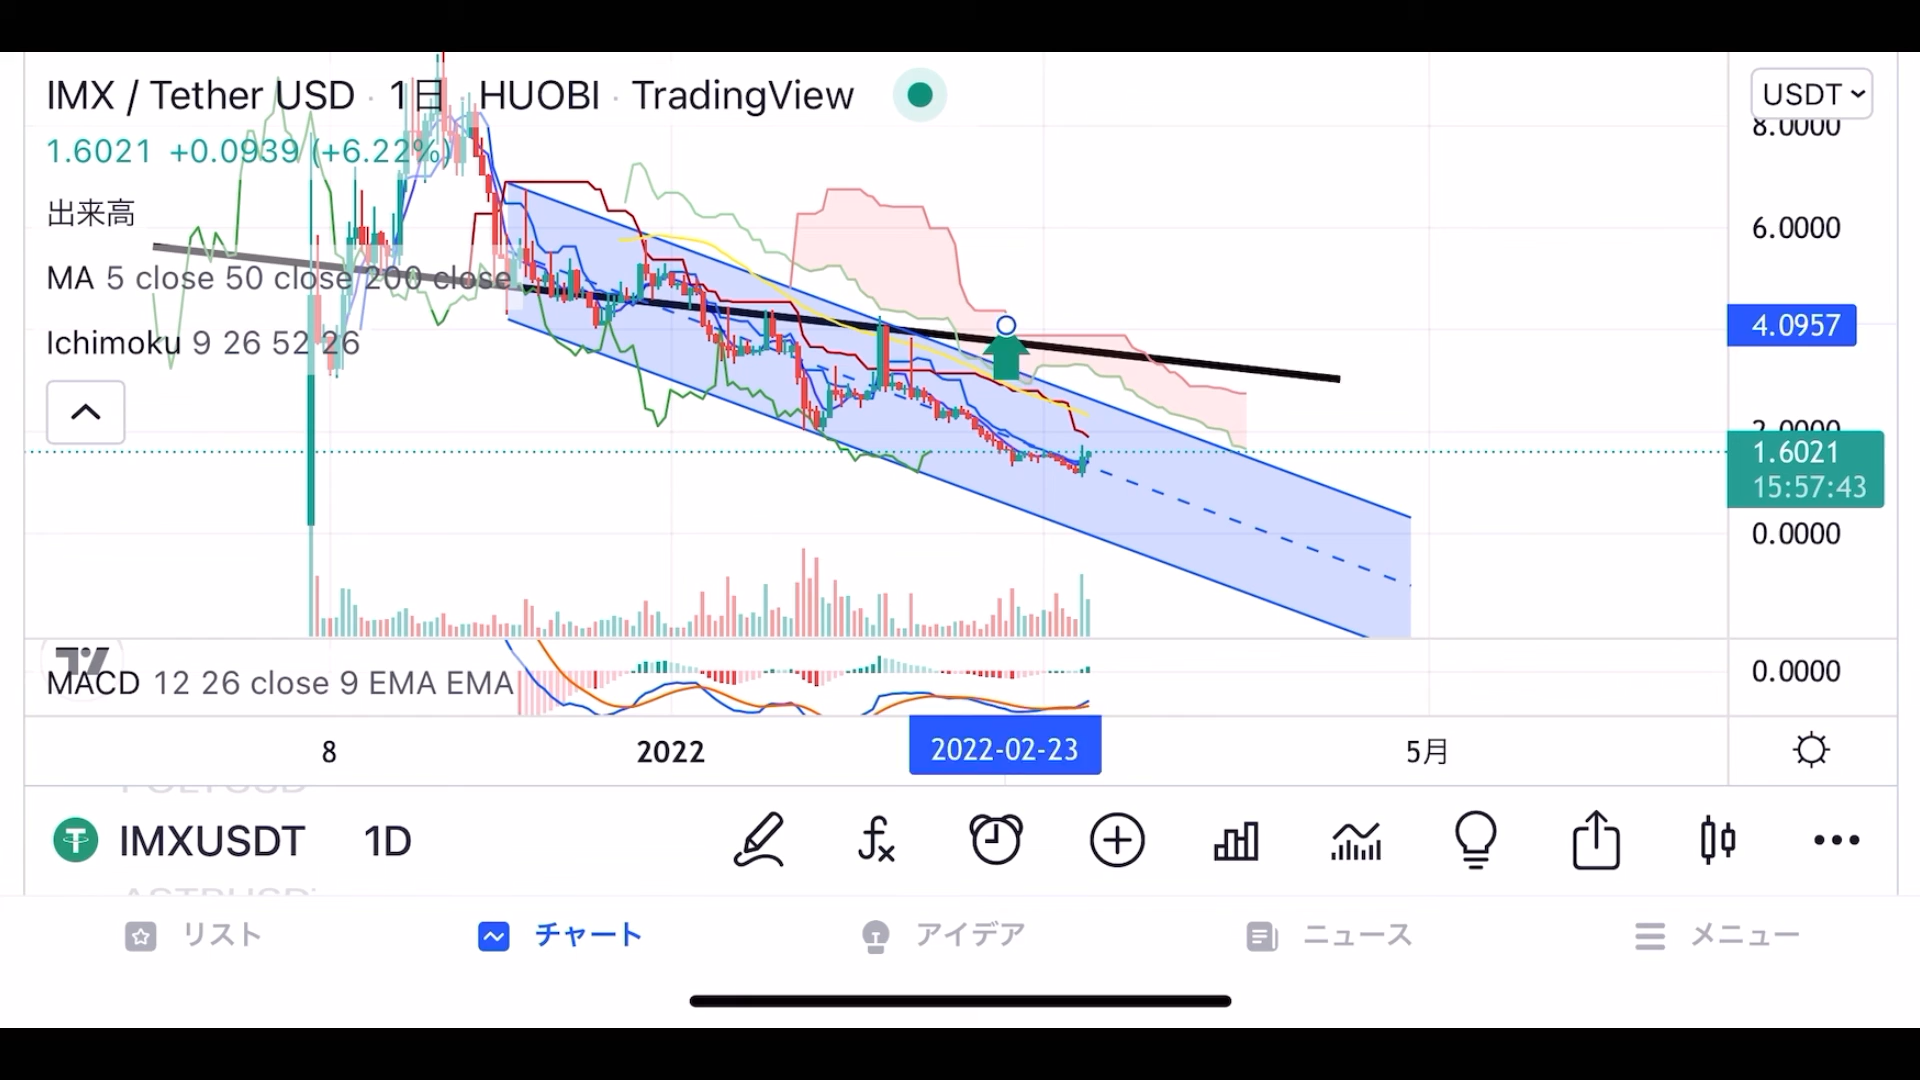 IMX / Tether USD · 1日 · HUOBI · TradingView
USDT
8.0000
1.6021 +0.0939 (+6.22%)
出来高
6.0000
MA 5 close 50 close 200 close
4.0957
Ichimoku 9 26 52 26
2.0000
1.6021
15:57:43
0.0000
MACD 12 26 close 9 EMA EMA
0.0000
8
2022
2022-02-23
5月
IMXUSDT 1D
リスト
チャート
アイデア
ニュース
メニュー